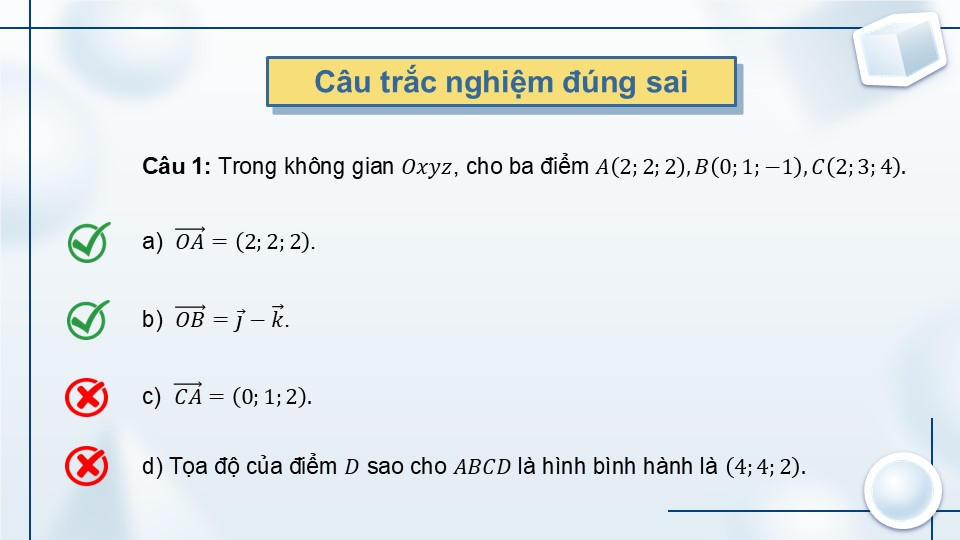 Câu trắc nghiệm đúng sai
Câu 1: Trong không gian 𝑂𝑥𝑦𝑧, cho ba điểm 𝐴(2; 2; 2), 𝐵(0; 1; −1), 𝐶(2; 3; 4).
a) \overrightarrow{𝑂𝐴} = (2; 2; 2).
b) \overrightarrow{𝑂𝐵} = \vec{𝚥} − \vec{𝑘}.
c) \overrightarrow{𝐶𝐴} = (0; 1; 2).
d) Tọa độ của điểm 𝐷 sao cho 𝐴𝐵𝐶𝐷 là hình bình hành là (4; 4; 2).